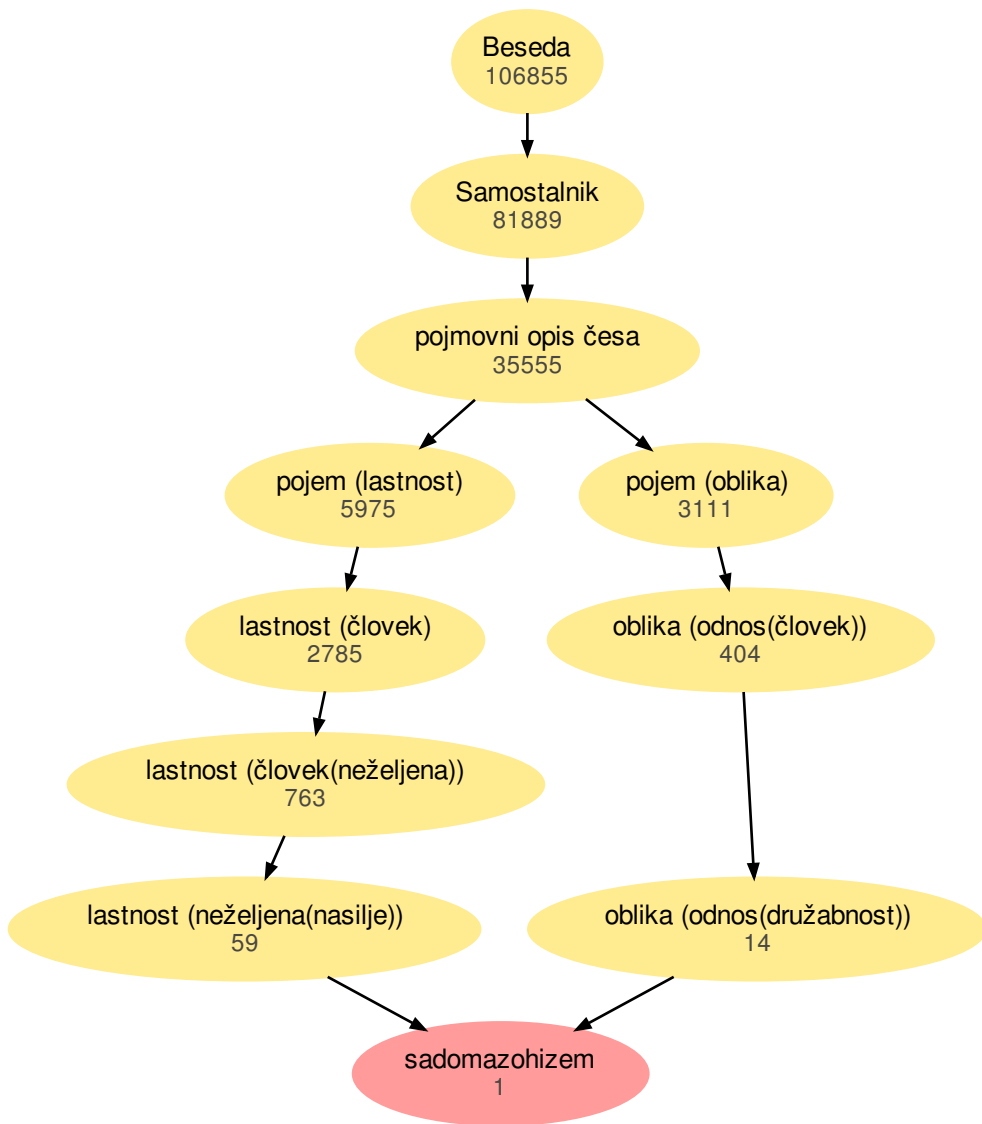 Beseda
106855
Samostalnik
81889
pojmovni opis česa
35555
pojem (lastnost)
5975
pojem (oblika)
3111
lastnost (človek)
2785
oblika (odnos(človek))
404
lastnost (človek(neželjena))
763
lastnost (neželjena(nasilje))
59
oblika (odnos(družabnost))
14
sadomazohizem
1